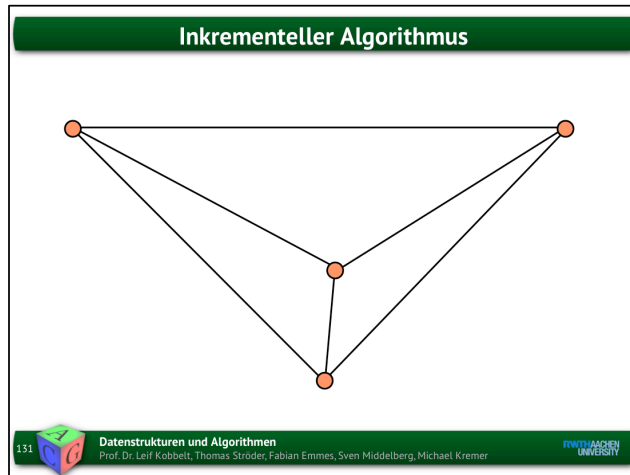 Inkrementeller Algorithmus
131
A
C
G
Datenstrukturen und Algorithmen
Prof. Dr. Leif Kobbelt, Thomas Ströder, Fabian Emmes, Sven Middelberg, Michael Kremer
RWTHAACHEN
UNIVERSITY